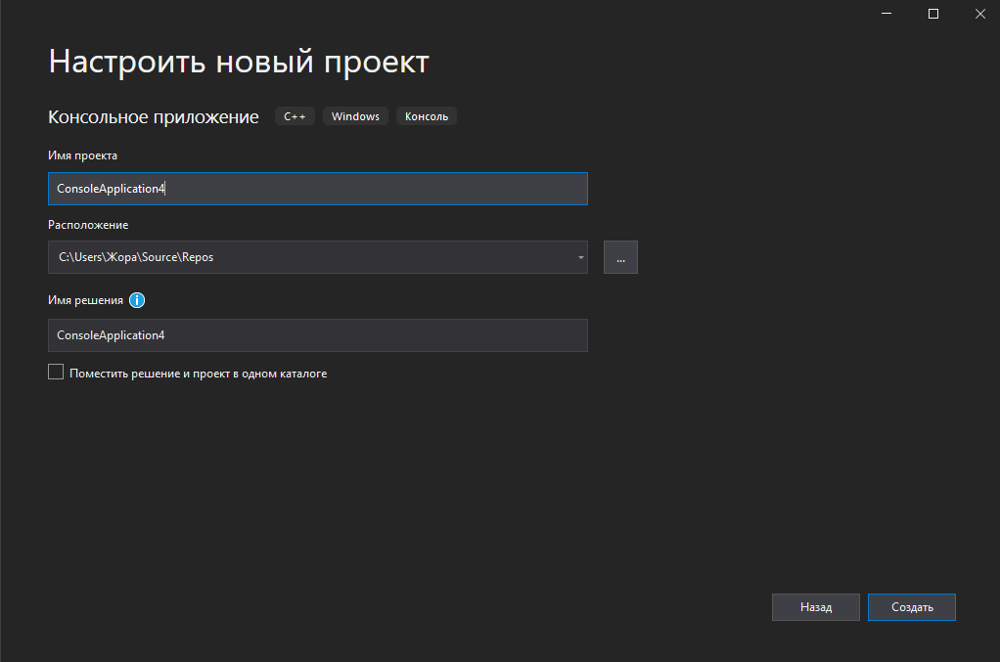 Настроить новый проект
Консольное приложение C++ Windows Консоль
Имя проекта
ConsoleApplication4
Расположение
C:\Users\Жора\Source\Repos ...
Имя решения
ConsoleApplication4
Поместить решение и проект в одном каталоге
Назад Создать